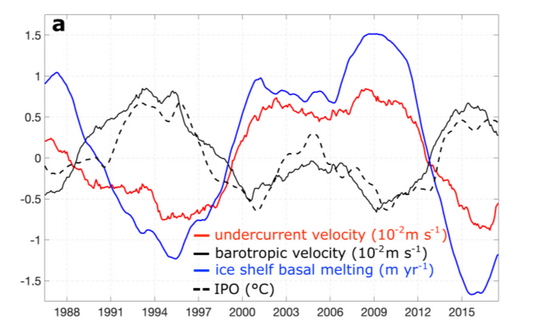 a
1.5
1
0.5
0
-0.5
-1
-1.5
undercurrent velocity (10⁻²m s⁻¹)
barotropic velocity (10⁻²m s⁻¹)
ice shelf basal melting (m yr⁻¹)
IPO (°C)
1988 1991 1994 1997 2000 2003 2006 2009 2012 2015